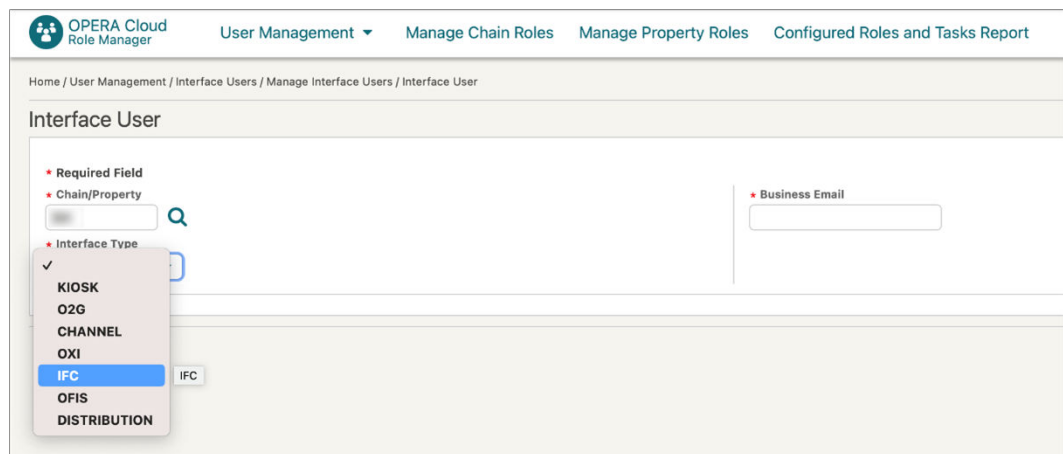 OPERA Cloud
Role Manager
User Management Manage Chain Roles Manage Property Roles Configured Roles and Tasks Report
Home / User Management / Interface Users / Manage Interface Users / Interface User
Interface User
* Required Field
* Chain/Property
* Business Email
* Interface Type
KIOSK
O2G
CHANNEL
OXI
IFC
IFC
OFIS
DISTRIBUTION